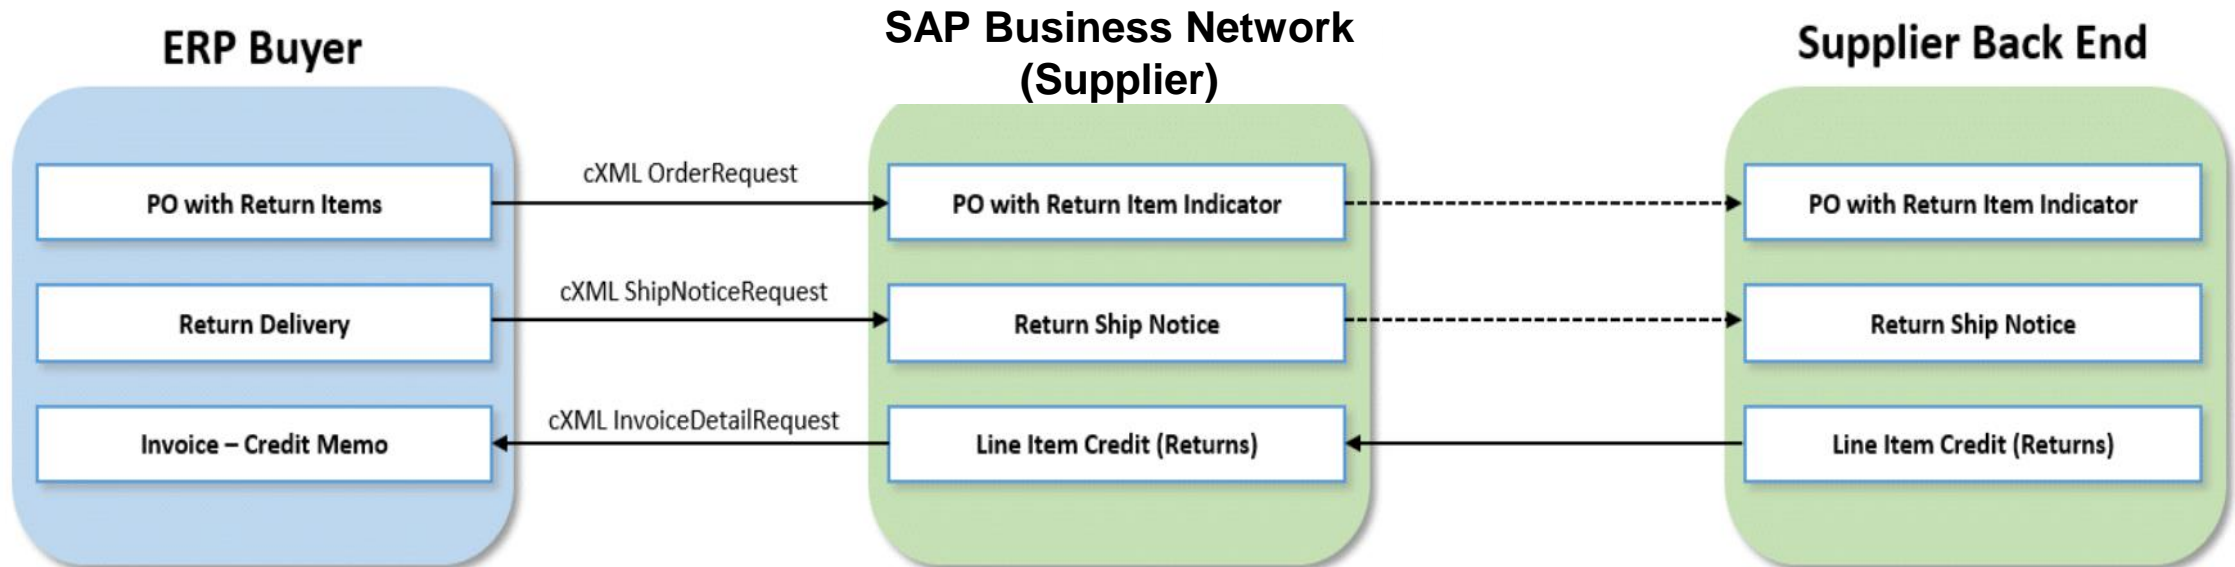 ERP Buyer
SAP Business Network
(Supplier)
Supplier Back End
PO with Return Items
cXML OrderRequest
PO with Return Item Indicator
PO with Return Item Indicator
Return Delivery
cXML ShipNoticeRequest
Return Ship Notice
Return Ship Notice
Invoice – Credit Memo
cXML InvoiceDetailRequest
Line Item Credit (Returns)
Line Item Credit (Returns)